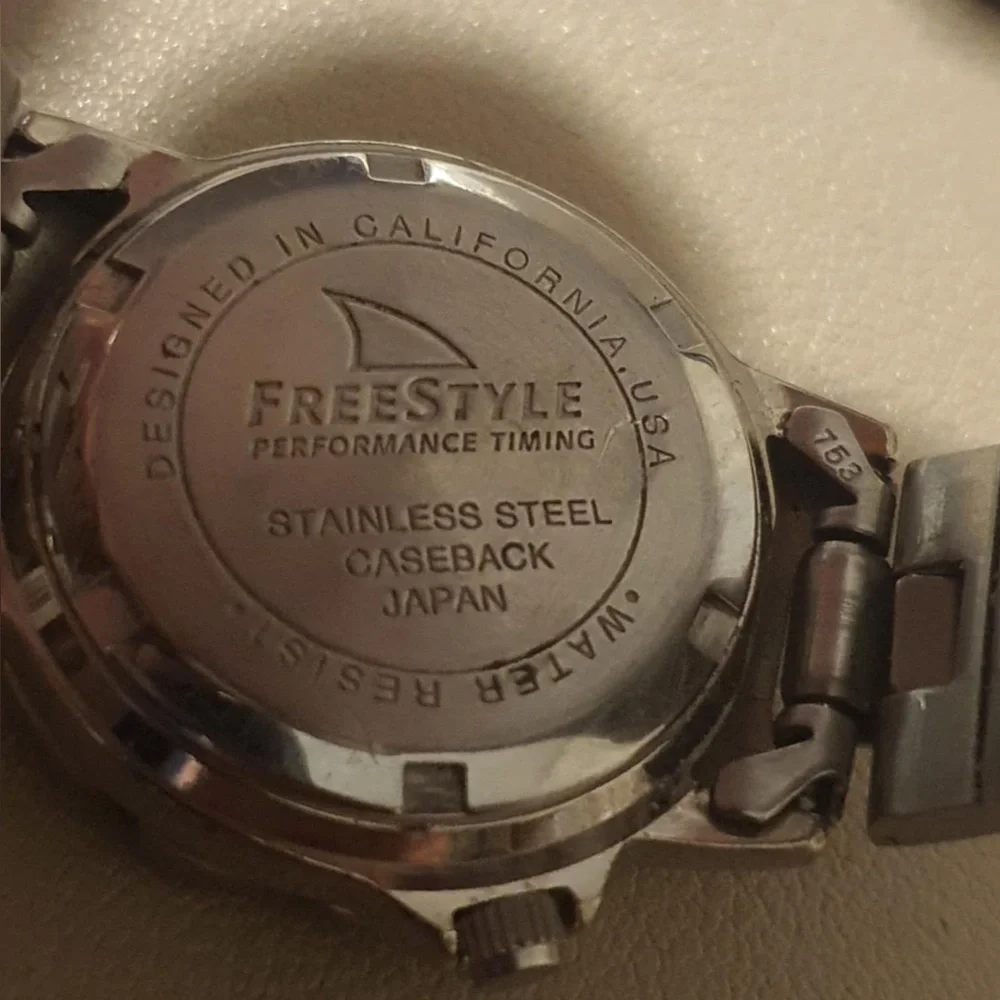 DESIGNED IN CALIFORNIA, USA
FREESTYLE
PERFORMANCE TIMING
STAINLESS STEEL
CASEBACK
JAPAN
• WATER RESIST •
753